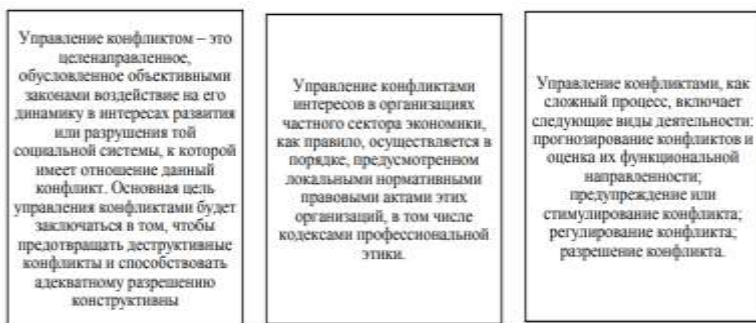 Управление конфликтом – это
целенаправленное,
обусловленное объективными
законами воздействие на его
динамику в интересах развития
или разрушения той
социальной системы, к которой
имеет отношение данный
конфликт. Основная цель
управления конфликтами будет
заключаться в том, чтобы
предотвращать деструктивные
конфликты и способствовать
адекватному разрешению
конструктивны
Управление конфликтами
интересов в организациях
частного сектора экономики,
как правило, осуществляется в
порядке, предусмотренном
локальными нормативными
правовыми актами этих
организаций, в том числе
кодексами профессиональной
этики.
Управление конфликтами, как
сложный процесс, включает
следующие виды деятельности:
прогнозирование конфликтов и
оценка их функциональной
направленности;
предупреждение или
стимулирование конфликта;
регулирование конфликта;
разрешение конфликта.